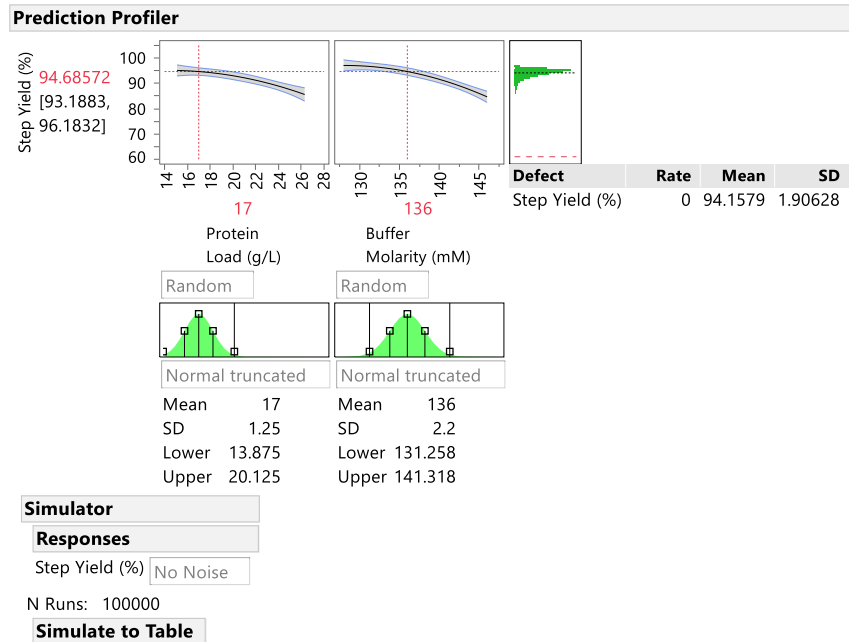 Prediction Profiler
Step Yield (%)
94.68572
[93.1883,
96.1832]
100
90
80
70
60
14 16 18 20 22 24 26 28
130 135 140 145
17
136
Protein
Load (g/L)
Buffer
Molarity (mM)
Defect Rate Mean SD
Step Yield (%) 0 94.1579 1.90628
Random
Random
Normal truncated
Normal truncated
Mean 17
SD 1.25
Lower 13.875
Upper 20.125
Mean 136
SD 2.2
Lower 131.258
Upper 141.318
Simulator
Responses
Step Yield (%) No Noise
N Runs: 100000
Simulate to Table